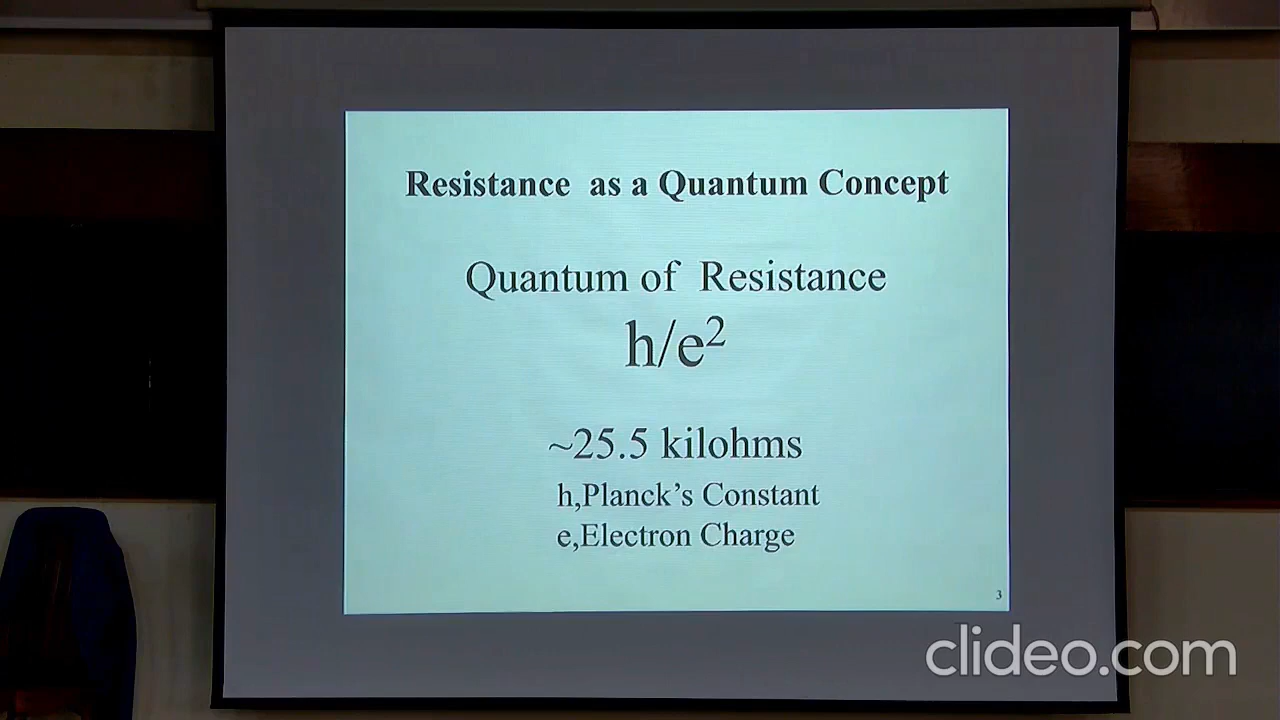 Resistance as a Quantum Concept
Quantum of Resistance
h/e²
~25.5 kilohms
h,Planck's Constant
e,Electron Charge
3
clideo.com